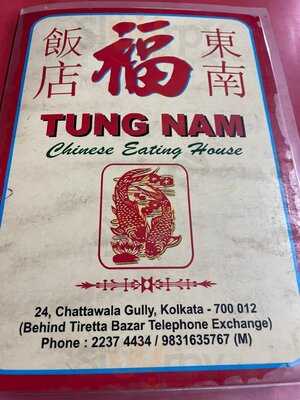 東南
福
飯店
TUNG NAM
Chinese Eating House
24, Chattawala Gully, Kolkata - 700 012
(Behind Tiretta Bazar Telephone Exchange)
Phone : 2237 4434 / 9831635767 (M)